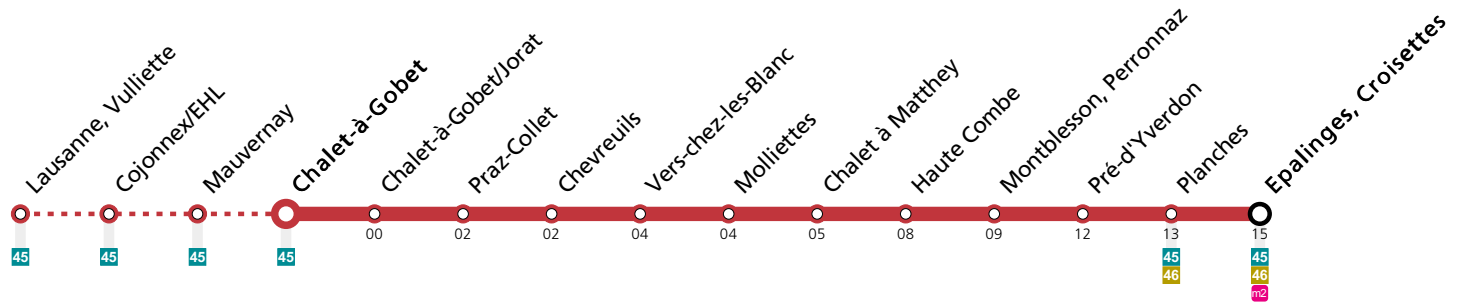 Lausanne, Vulliette
Cojonnex/EHL
Mauvernay
Chalet-à-Gobet
Chalet-à-Gobet/Jorat
Praz-Collet
Chevreuils
Vers-chez-les-Blanc
Molliettes
Chalet à Matthey
Haute Combe
Montblesson, Perronnaz
Pré-d'Yverdon
Planches
Epalinges, Croisettes
00 02 02 04 04 05 08 09 12 13 15
45 45 45 45 45 45
46 46
m2